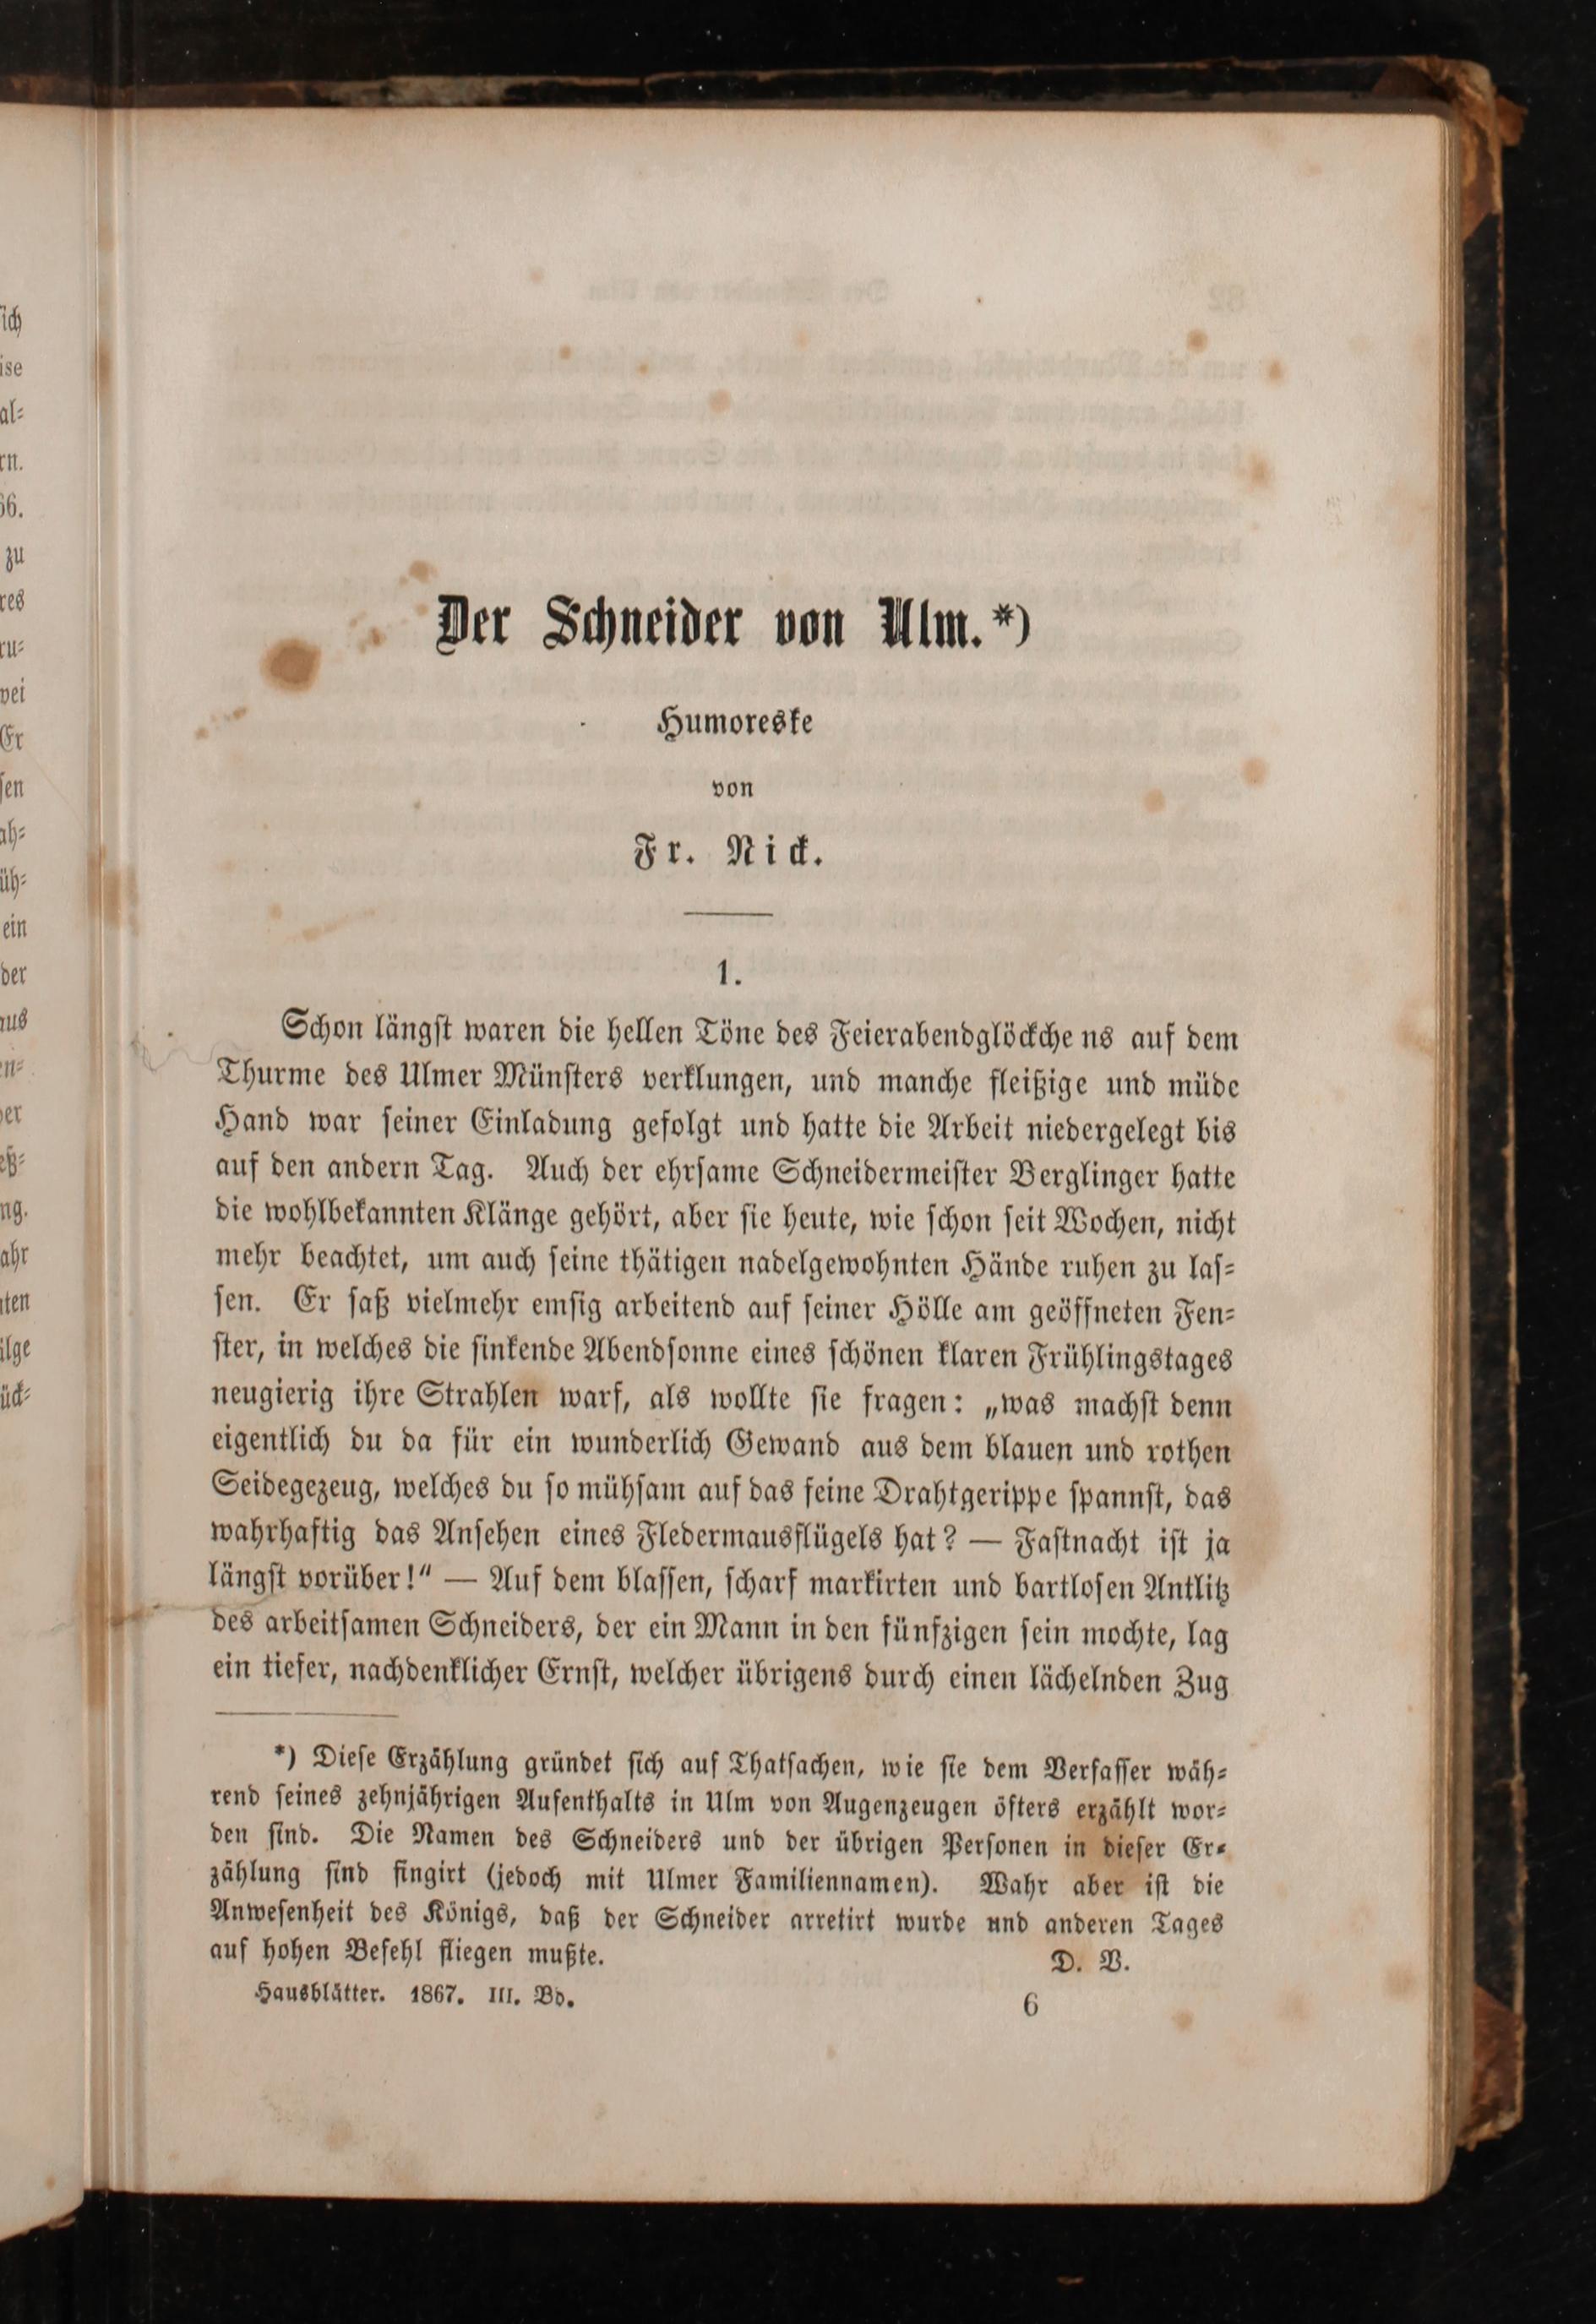 Der Schneider von Ulm.*)
Humoreske
von
Fr. Nick.
1.
Schon längst waren die hellen Töne des Feierabendglöckche ns auf dem
Thurme des Ulmer Münsters verklungen, und manche fleißige und müde
Hand war seiner Einladung gefolgt und hatte die Arbeit niedergelegt bis
auf den andern Tag. Auch der ehrsame Schneidermeister Berglinger hatte
die wohlbekannten Klänge gehört, aber sie heute, wie schon seit Wochen, nicht
mehr beachtet, um auch seine thätigen nadelgewohnten Hände ruhen zu las=
sen. Er saß vielmehr emsig arbeitend auf seiner Hölle am geöffneten Fen=
ster, in welches die sinkende Abendsonne eines schönen klaren Frühlingstages
neugierig ihre Strahlen warf, als wollte sie fragen: „was machst denn
eigentlich du da für ein wunderlich Gewand aus dem blauen und rothen
Seidegezeug, welches du so mühsam auf das feine Drahtgerippe spannst, das
wahrhaftig das Ansehen eines Fledermausflügels hat? — Fastnacht ist ja
längst vorüber!“ — Auf dem blassen, scharf markirten und bartlosen Antlitz
des arbeitsamen Schneiders, der ein Mann in den fünfzigen sein mochte, lag
ein tiefer, nachdenklicher Ernst, welcher übrigens durch einen lächelnden Zug
*) Diese Erzählung gründet sich auf Thatsachen, wie sie dem Verfasser wäh=
rend seines zehnjährigen Aufenthalts in Ulm von Augenzeugen öfters erzählt wor=
den sind. Die Namen des Schneiders und der übrigen Personen in dieser Er=
zählung sind fingirt (jedoch mit Ulmer Familiennamen). Wahr aber ist die
Anwesenheit des Königs, daß der Schneider arretirt wurde und anderen Tages
auf hohen Befehl fliegen mußte. D. V.
Hausblätter. 1867. III. Bd. 6